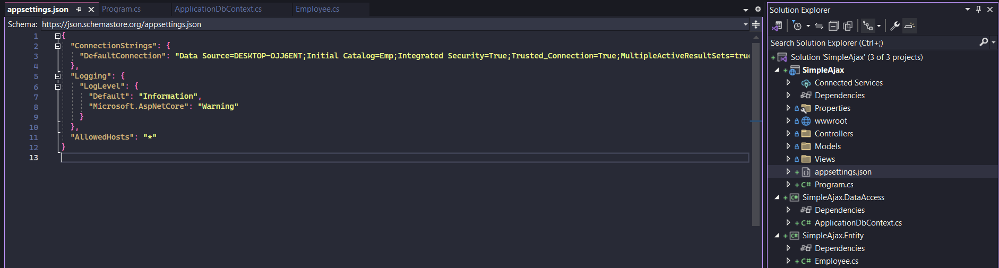 appsettings.json
Program.cs
ApplicationDbContext.cs
Employee.cs
Schema: https://json.schemastore.org/appsettings.json
1 {
2 "ConnectionStrings": {
3 "DefaultConnection": "Data Source=DESKTOP-OJJ6ENT;Initial Catalog=Emp;Integrated Security=True;Trusted_Connection=True;MultipleActiveResultSets=true
4 },
5 "Logging": {
6 "LogLevel": {
7 "Default": "Information",
8 "Microsoft.AspNetCore": "Warning"
9 }
10 },
11 "AllowedHosts": "*"
12 }
13
Solution Explorer
Search Solution Explorer (Ctrl+;)
Solution 'SimpleAjax' (3 of 3 projects)
SimpleAjax
Connected Services
Dependencies
Properties
wwwroot
Controllers
Models
Views
appsettings.json
C# Program.cs
C# SimpleAjax.DataAccess
Dependencies
C# ApplicationDbContext.cs
C# SimpleAjax.Entity
Dependencies
C# Employee.cs